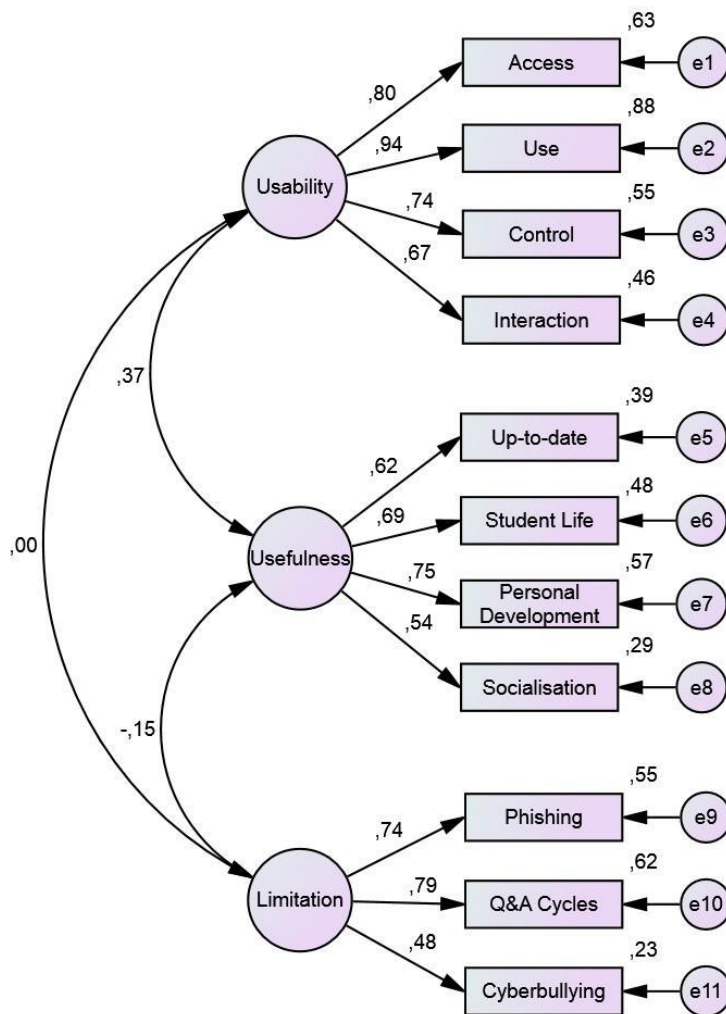 ,63
Access
e1
,80
,88
,94
Use
e2
Usability
,55
,74
Control
e3
,67
,46
Interaction
e4
,37
,39
Up-to-date
e5
,62
,48
,69
Student Life
e6
,00
Usefulness
,57
,75
Personal
Development
e7
,54
,29
Socialisation
e8
-,15
,55
Phishing
e9
,74
,62
,79
Q&A Cycles
e10
Limitation
,48
,23
Cyberbullying
e11